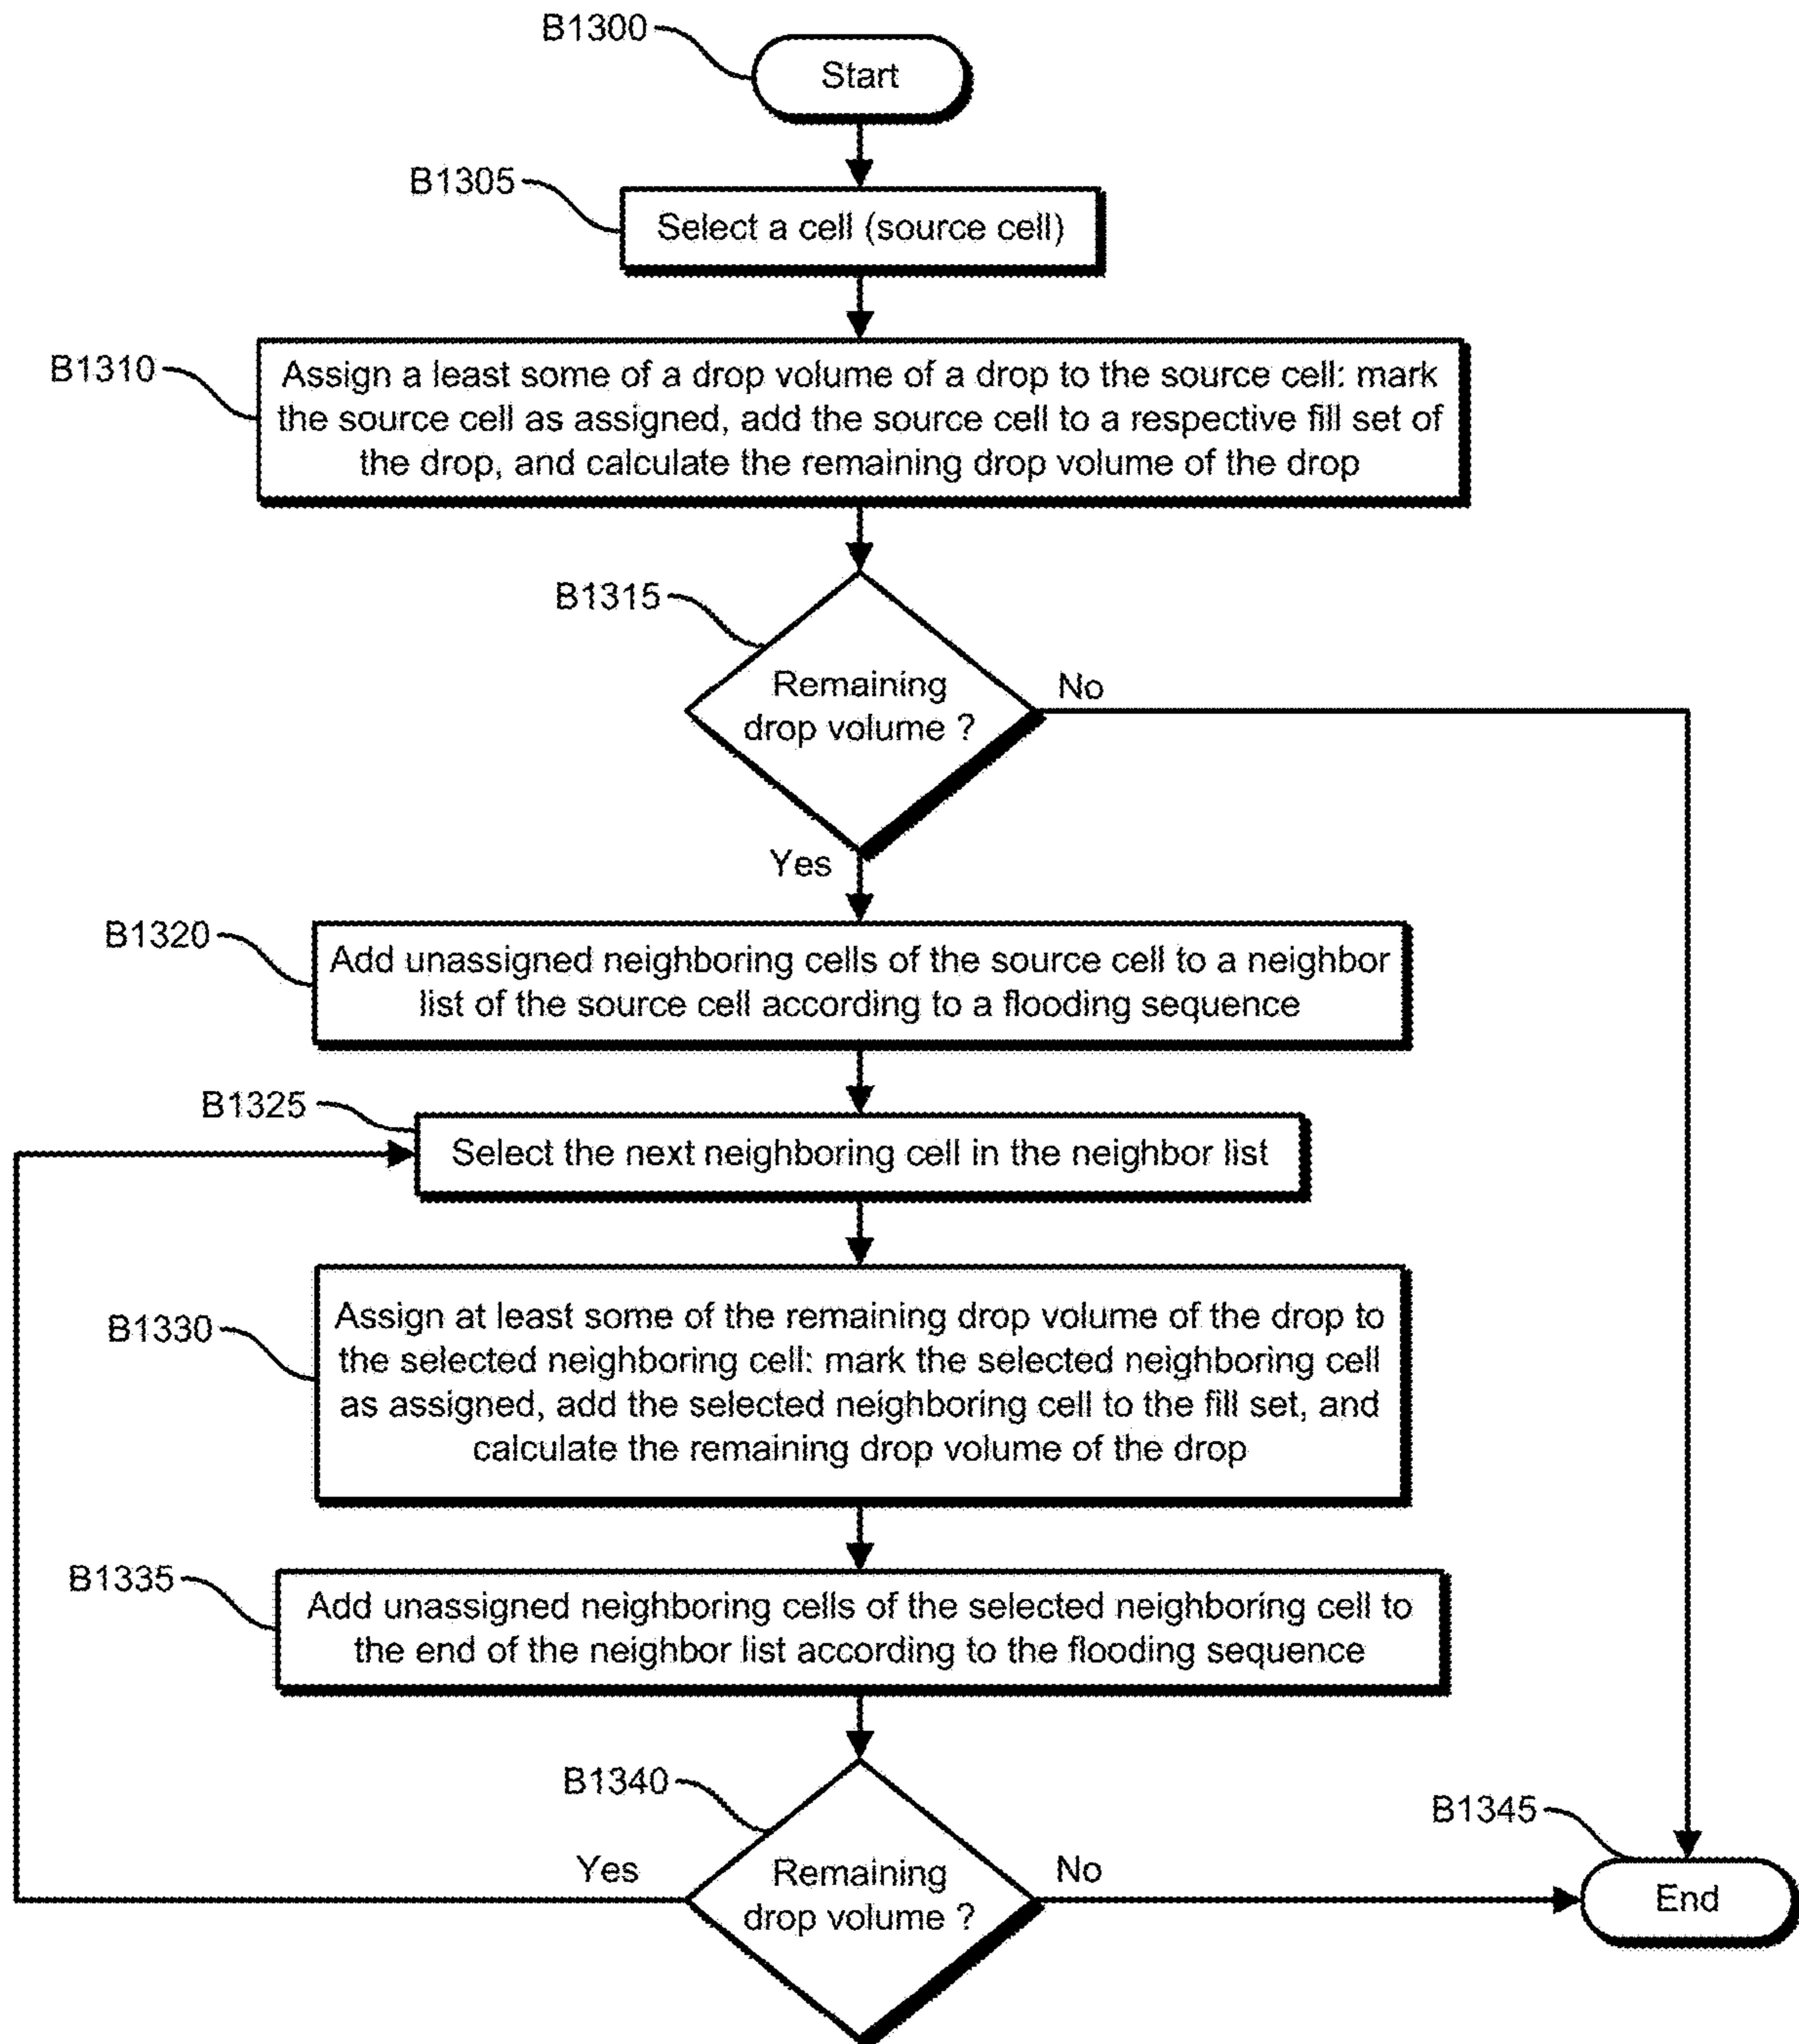 B1300
Start
B1305
Select a cell (source cell)
B1310
Assign a least some of a drop volume of a drop to the source cell: mark
the source cell as assigned, add the source cell to a respective fill set of
the drop, and calculate the remaining drop volume of the drop
B1315
Remaining
drop volume ?
No
Yes
B1320
Add unassigned neighboring cells of the source cell to a neighbor
list of the source cell according to a flooding sequence
B1325
Select the next neighboring cell in the neighbor list
B1330
Assign at least some of the remaining drop volume of the drop to
the selected neighboring cell: mark the selected neighboring cell
as assigned, add the selected neighboring cell to the fill set, and
calculate the remaining drop volume of the drop
B1335
Add unassigned neighboring cells of the selected neighboring cell to
the end of the neighbor list according to the flooding sequence
B1340
Remaining
drop volume ?
Yes
No
B1345
End